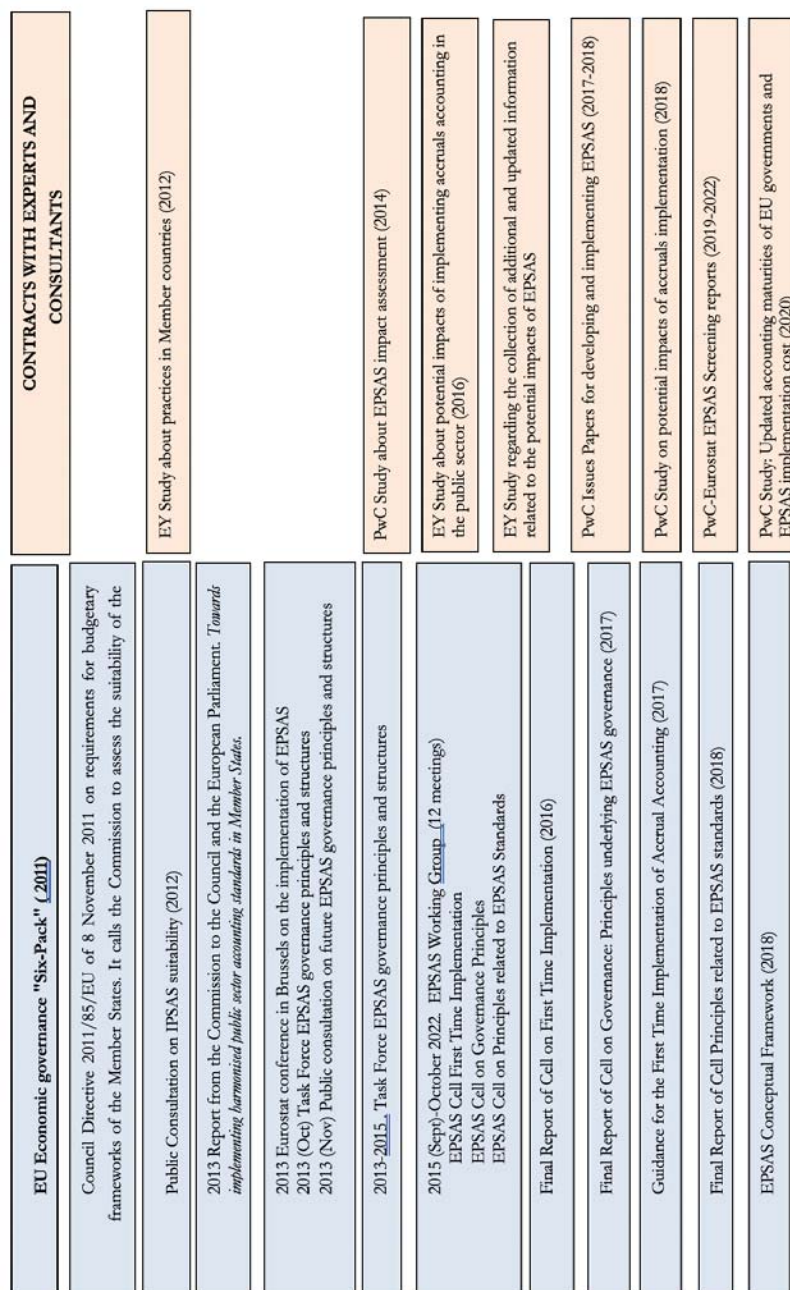 EU Economic governance "Six-Pack" ( 2011)
CONTRACTS WITH EXPERTS AND
CONSULTANTS
Council Directive 2011/85/EU of 8 November 2011 on requirements for budgetary
frameworks of the Member States. It calls the Commission to assess the suitability of the
Public Consultation on IPSAS suitability (2012)
EY Study about practices in Member countries (2012)
2013 Report from the Commission to the Council and the European Parliament. Towards
implementing harmonised public sector accounting standards in Member States.
2013 Eurostat conference in Brussels on the implementation of EPSAS
2013 (Oct) Task Force EPSAS governance principles and structures
2013 (Nov) Public consultation on future EPSAS governance principles and structures
2013-2015 . Task Force EPSAS governance principles and structures
PwC Study about EPSAS impact assessment (2014)
2015 (Sept)-October 2022. EPSAS Working Group (12 meetings)
EPSAS Cell First Time Implementation
EPSAS Cell on Governance Principles
EPSAS Cell on Principles related to EPSAS Standards
EY Study about potential impacts of implementing accruals accounting in
the public sector (2016)
EY Study regarding the collection of additional and updated information
related to the potential impacts of EPSAS
Final Report of Cell on First Time Implementation (2016)
Final Report of Cell on Governance: Principles underlying EPSAS governance (2017)
PwC Issues Papers for developing and implementing EPSAS (2017-2018)
Guidance for the First Time Implementation of Accrual Accounting (2017)
PwC Study on potential impacts of accruals implementation (2018)
Final Report of Cell Principles related to EPSAS standards (2018)
PwC-Eurostat EPSAS Screening reports (2019-2022)
EPSAS Conceptual Framework (2018)
PwC Study: Updated accounting maturities of EU governments and
EPSAS implementation cost (2020)